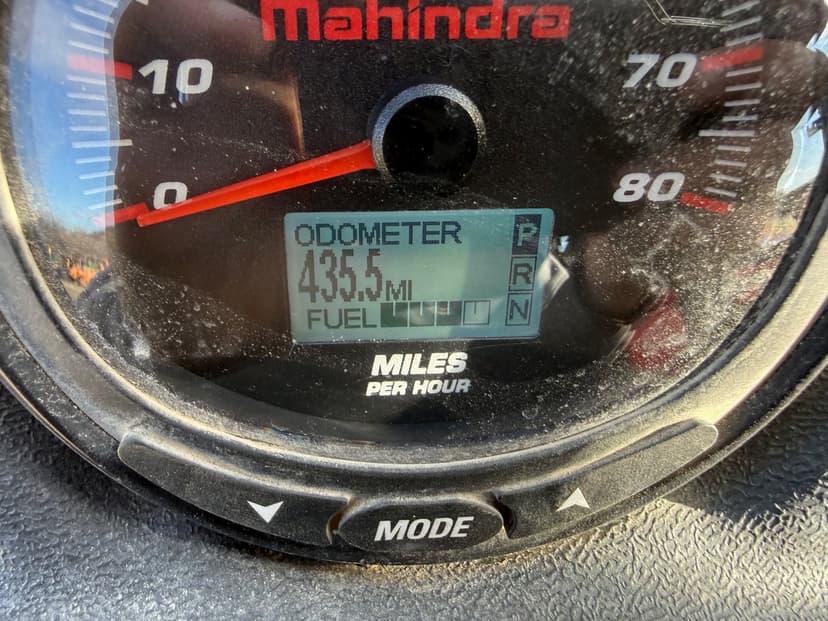 Mahindra
10
70
0
80
ODOMETER P
435.5 MI R
FUEL N
MILES
PER HOUR
MODE